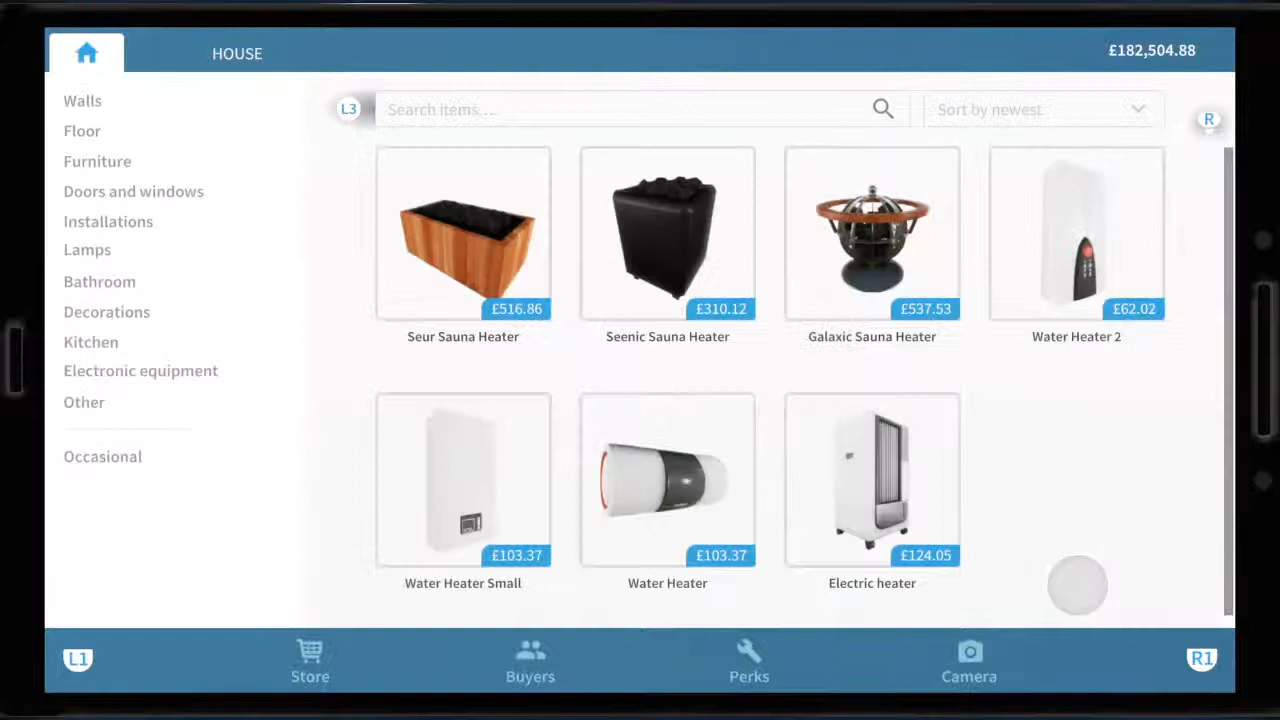 HOUSE
£182,504.88
Walls
Floor
Furniture
Doors and windows
Installations
Lamps
Bathroom
Decorations
Kitchen
Electronic equipment
Other
Occasional
L3
Search items...
Sort by newest
R
£516.86
Seur Sauna Heater
£310.12
Seenic Sauna Heater
£537.53
Galaxic Sauna Heater
£62.02
Water Heater 2
£103.37
Water Heater Small
£103.37
Water Heater
£124.05
Electric heater
L1
Store
Buyers
Perks
Camera
R1